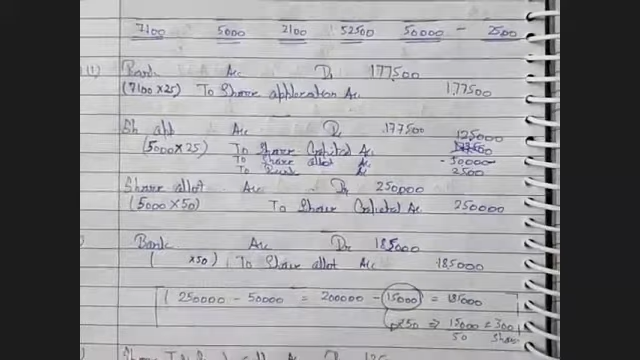 7100 5000 2100 52500 50000 - 2500
(1) Bank A/c Dr 177500
(7100 x 25) To Share application A/c 177500
Sh app A/c Dr 177500 125000
(5000 x 25) To Share Capital A/c
To Share allot A/c 50000
To Bank A/c 2500
Share allot A/c Dr 250000
(5000 x 50) To Share Capital A/c 250000
Bank A/c Dr 185000
( x50) To Share allot A/c 185000
[ (250000 - 50000 = 200000 - 15000 = 185000
x50 ⇒ 15000 = 300
50 Share